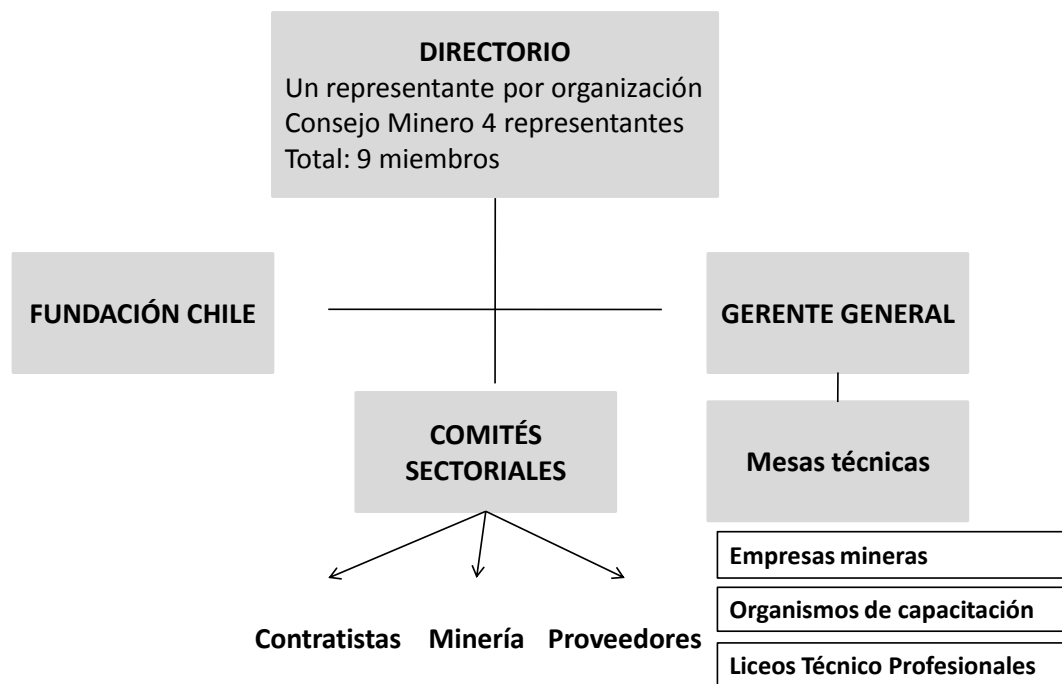 DIRECTORIO
Un representante por organización
Consejo Minero 4 representantes
Total: 9 miembros
FUNDACIÓN CHILE
GERENTE GENERAL
COMITÉS
SECTORIALES
Mesas técnicas
Empresas mineras
Organismos de capacitación
Liceos Técnico Profesionales
Contratistas
Minería
Proveedores